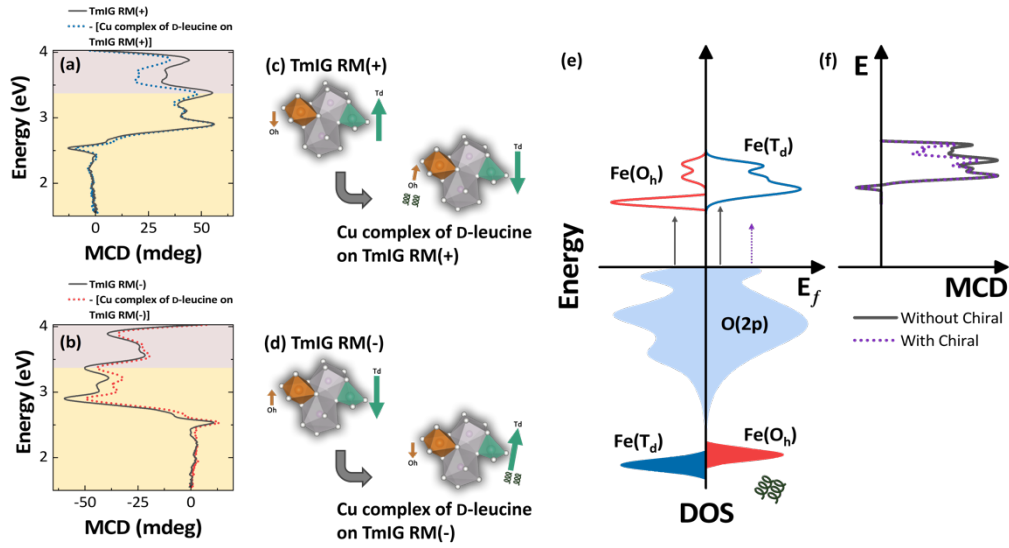 TmIG RM(+)
- [Cu complex of D-leucine on
TmIG RM(+)]
(a)
4
3
2
Energy (eV)
0
25
50
MCD (mdeg)
TmIG RM(-)
- [Cu complex of D-leucine on
TmIG RM(-)]
(b)
4
3
2
Energy (eV)
-50
-25
0
MCD (mdeg)
(c) TmIG RM(+)
Oh
Td
Oh
Td
Cu complex of D-leucine
on TmIG RM(+)
(d) TmIG RM(-)
Oh
Td
Oh
Td
Cu complex of D-leucine
on TmIG RM(-)
(e)
Fe(Oh)
Fe(Td)
Energy
Ef
O(2p)
Fe(Td)
Fe(Oh)
DOS
(f)
E
MCD
Without Chiral
With Chiral